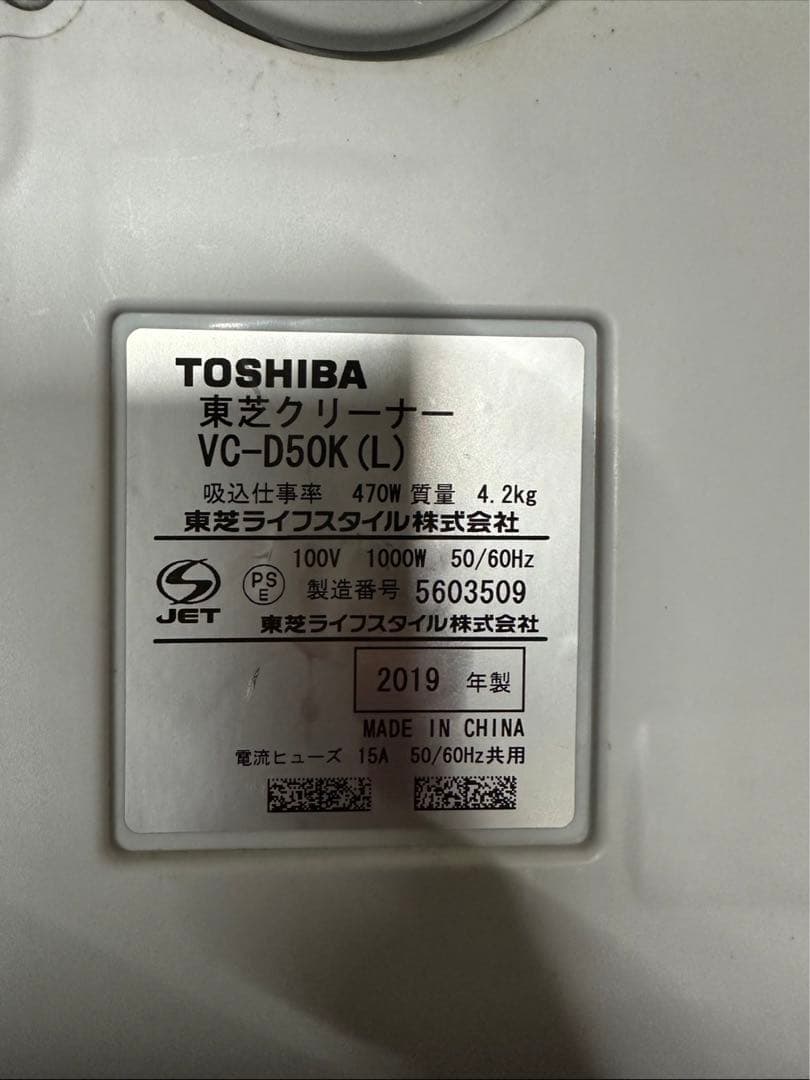 TOSHIBA
東芝クリーナー
VC-D50K(L)
吸込仕事率 470W 質量 4.2kg
東芝ライフスタイル株式会社
100V 1000W 50/60Hz
JET PSE 製造番号 5603509
東芝ライフスタイル株式会社
2019 年製
MADE IN CHINA
電流ヒューズ 15A 50/60Hz共用